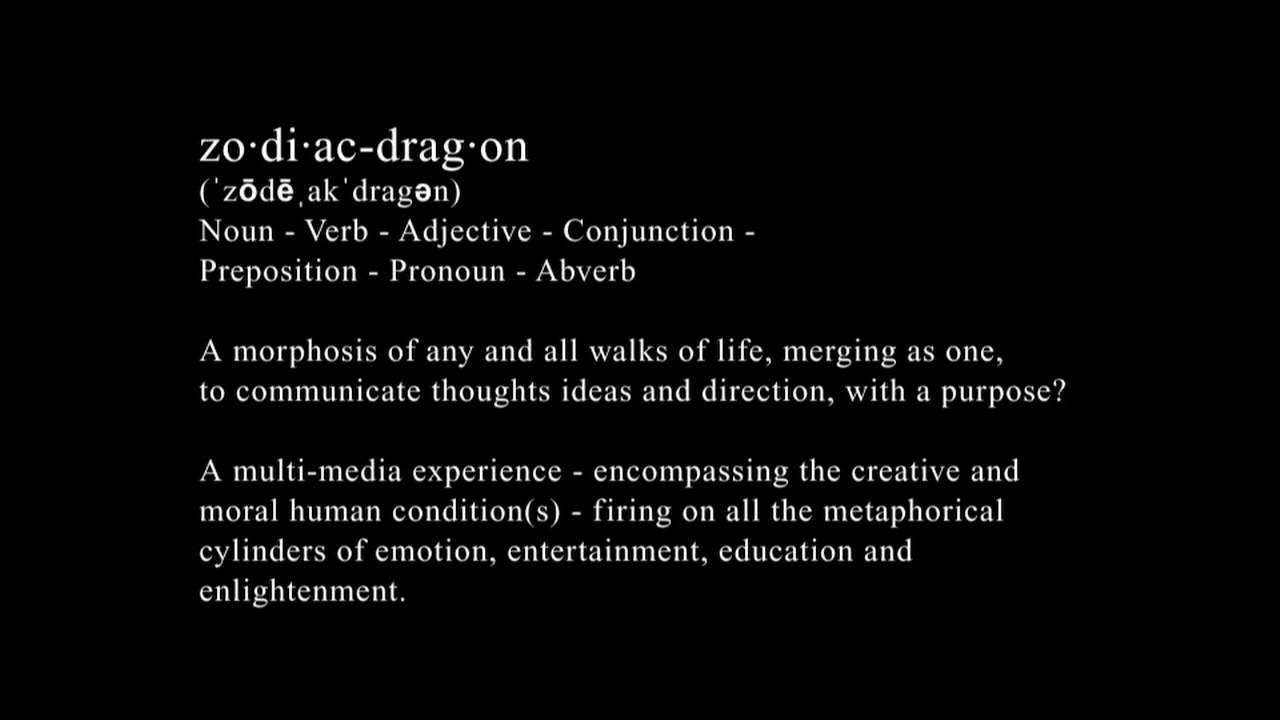 zo·di·ac-drag·on
(ˈzōdēˌakˈdragən)
Noun - Verb - Adjective - Conjunction -
Preposition - Pronoun - Abverb
A morphosis of any and all walks of life, merging as one,
to communicate thoughts ideas and direction, with a purpose?
A multi-media experience - encompassing the creative and
moral human condition(s) - firing on all the metaphorical
cylinders of emotion, entertainment, education and
enlightenment.